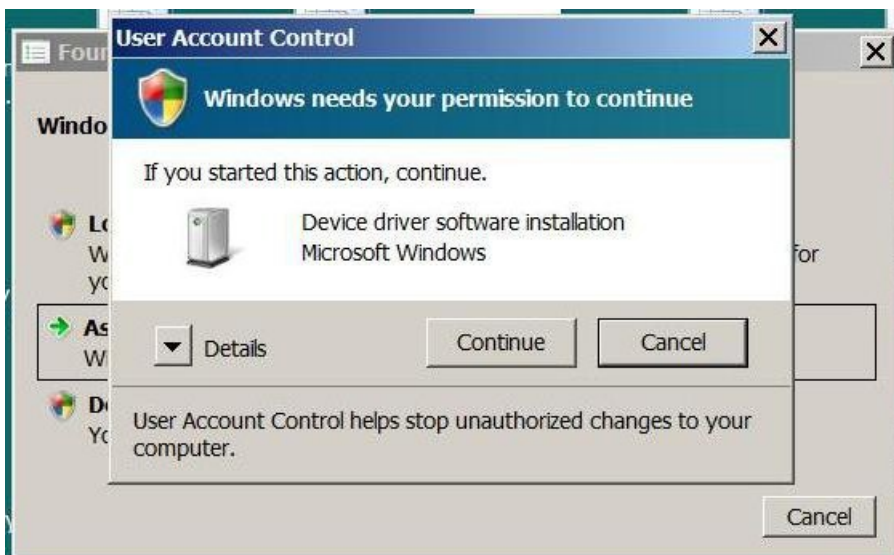 User Account Control
Windows needs your permission to continue
If you started this action, continue.
Device driver software installation
Microsoft Windows
for
Details
Continue
Cancel
User Account Control helps stop unauthorized changes to your
computer.
Cancel